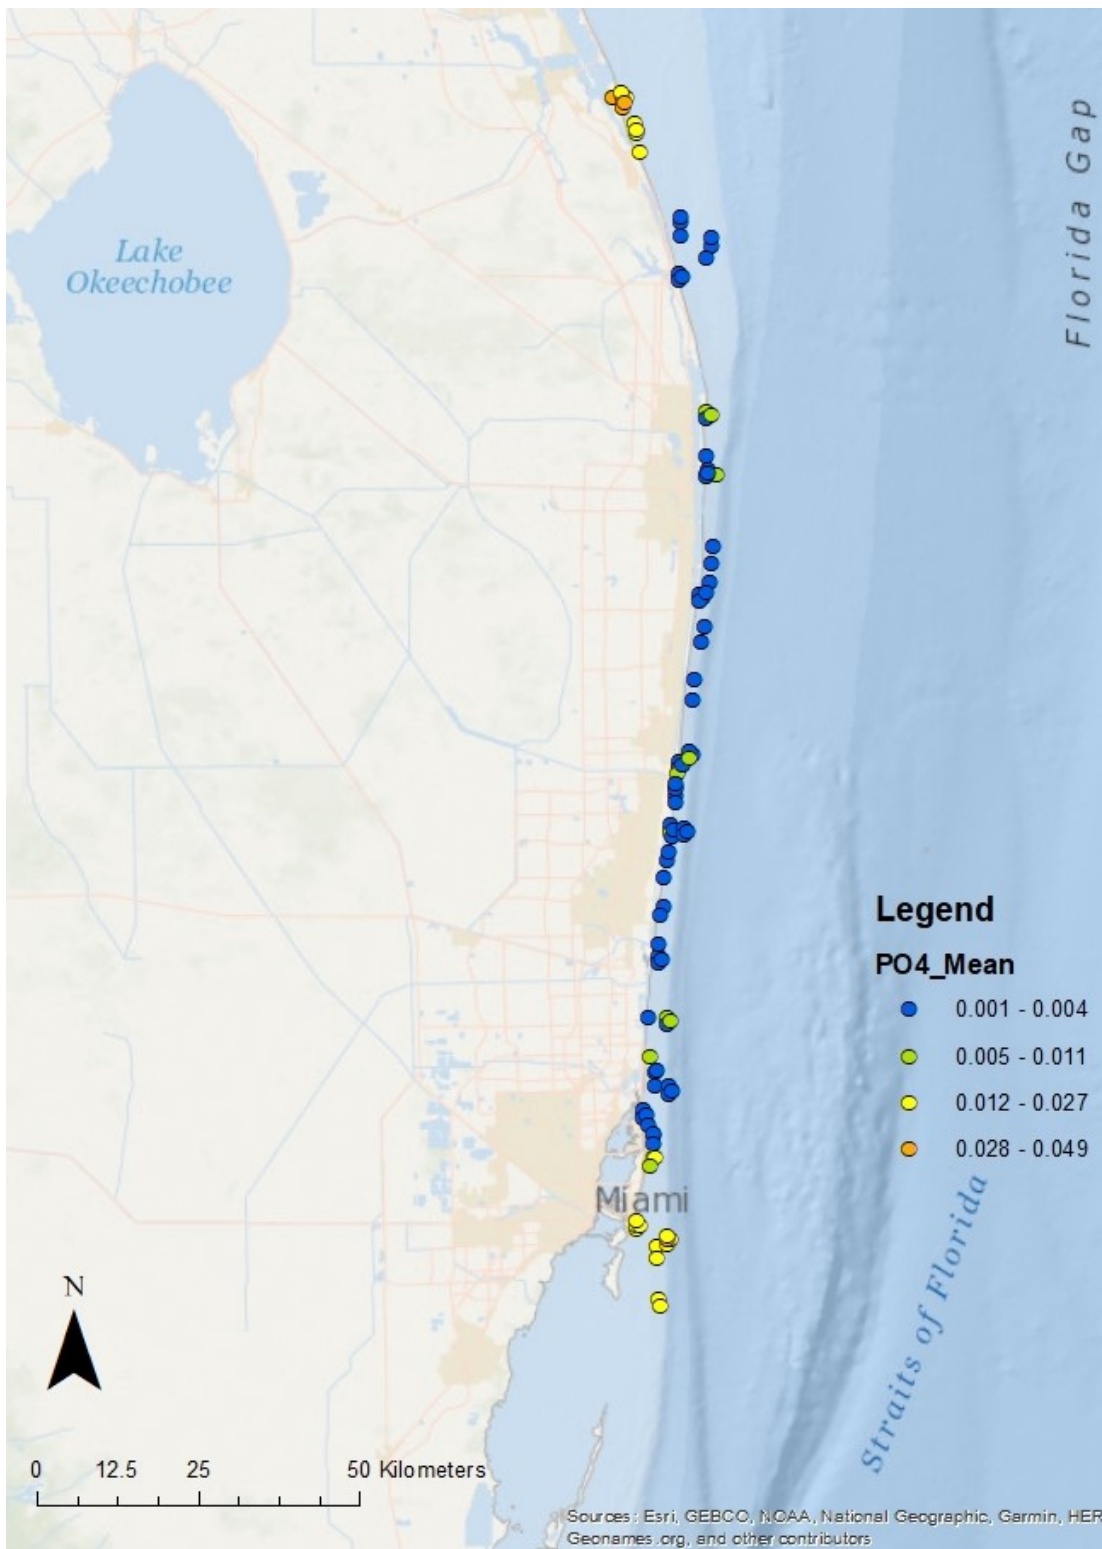 Florida Gap
Lake
Okeechobee
Legend
PO4_Mean
0.001 - 0.004
0.005 - 0.011
0.012 - 0.027
0.028 - 0.049
Miami
Straits of Florida
N
0 12.5 25 50 Kilometers
Sources: Esri, GEBCO, NOAA, National Geographic, Garmin, HER
Geonames.org, and other contributors